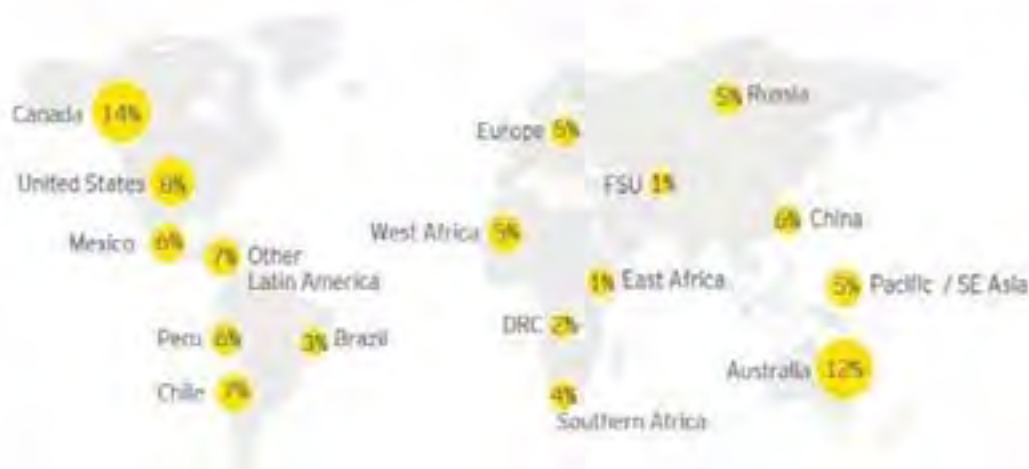 Canada 14%
United States 8%
Mexico 6%
7% Other
Latin America
Peru 6%
3% Brazil
Chile 7%
Europe 5%
West Africa 5%
1% East Africa
DRC 2%
4%
Southern Africa
5% Russia
FSU 1%
6% China
5% Pacific / SE Asia
Australia 12%